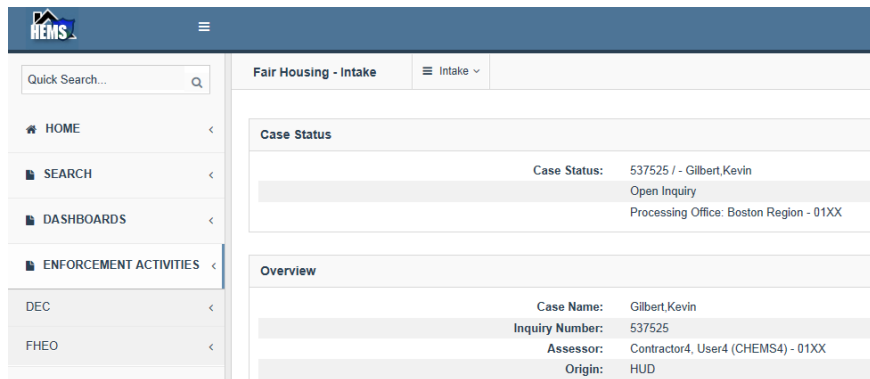 HEMS
Quick Search...
HOME
SEARCH
DASHBOARDS
ENFORCEMENT ACTIVITIES
DEC
FHEO
Fair Housing - Intake
Intake
Case Status
Case Status: 537525 / - Gilbert,Kevin
Open Inquiry
Processing Office: Boston Region - 01XX
Overview
Case Name: Gilbert,Kevin
Inquiry Number: 537525
Assessor: Contractor4, User4 (CHEMS4) - 01XX
Origin: HUD